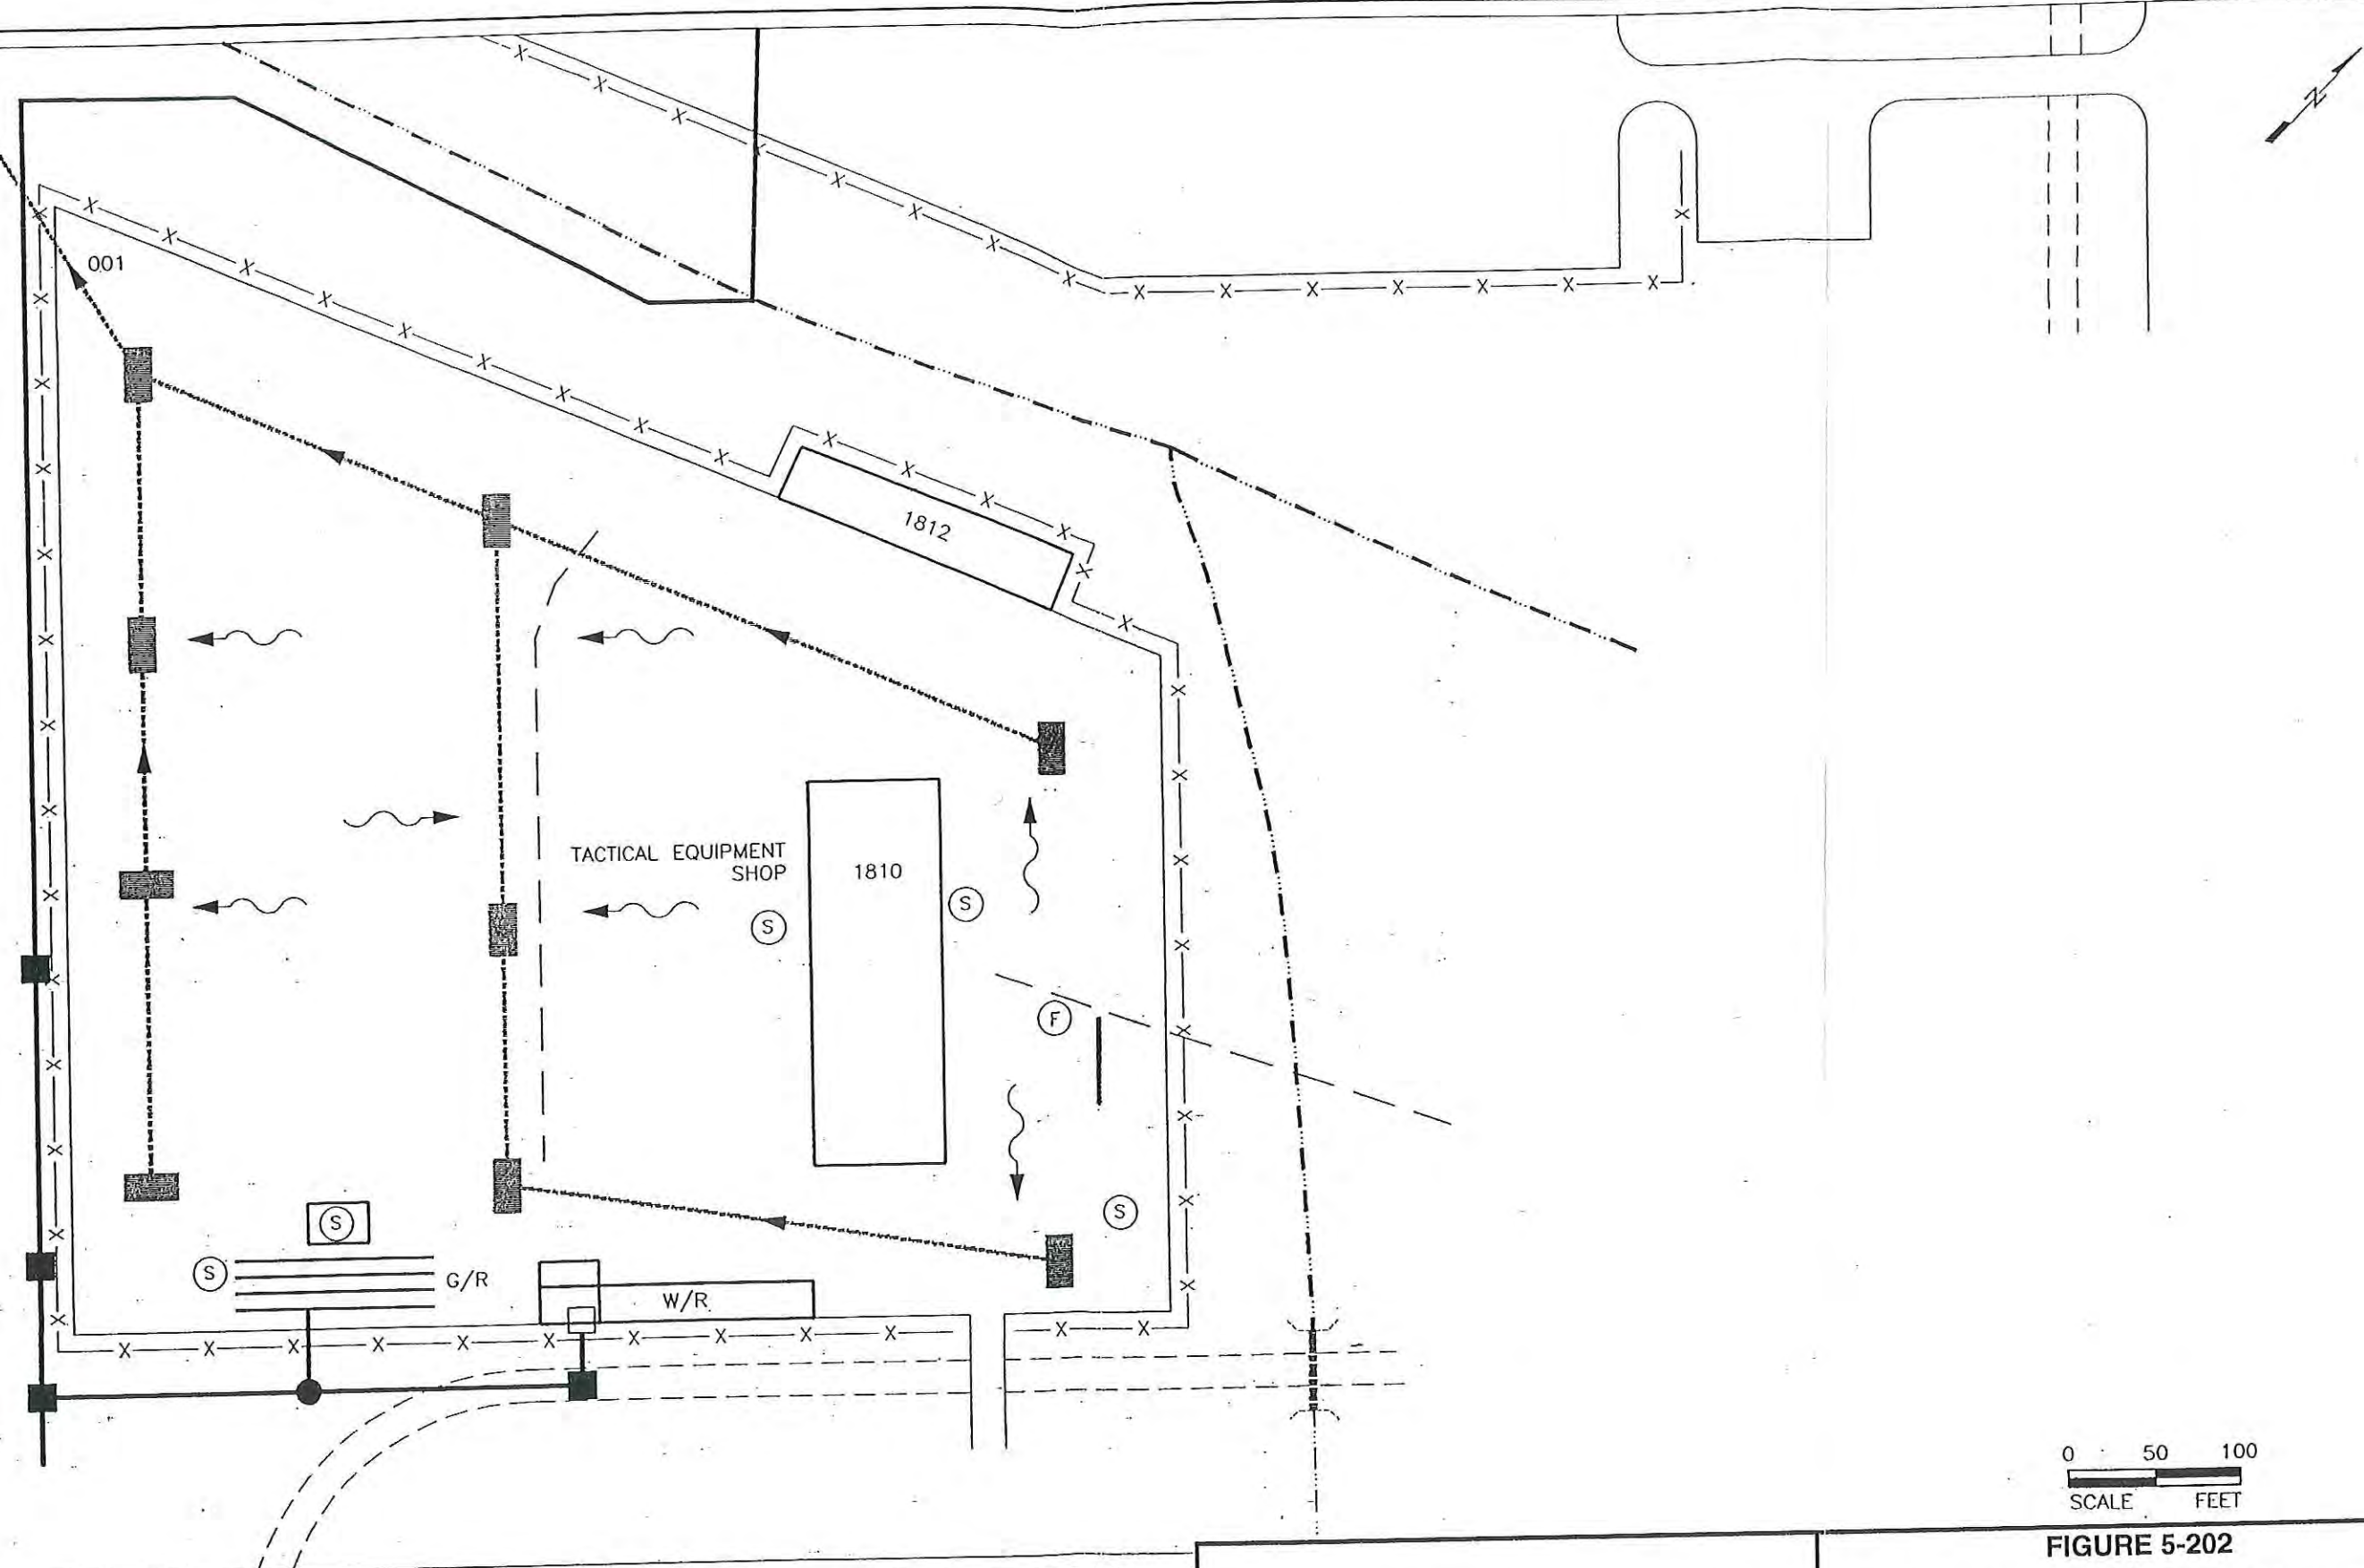 N
001
1812
TACTICAL EQUIPMENT
SHOP
1810
S
S
F
S
S
S
G/R
W/R
0 50 100
SCALE FEET
FIGURE 5-202